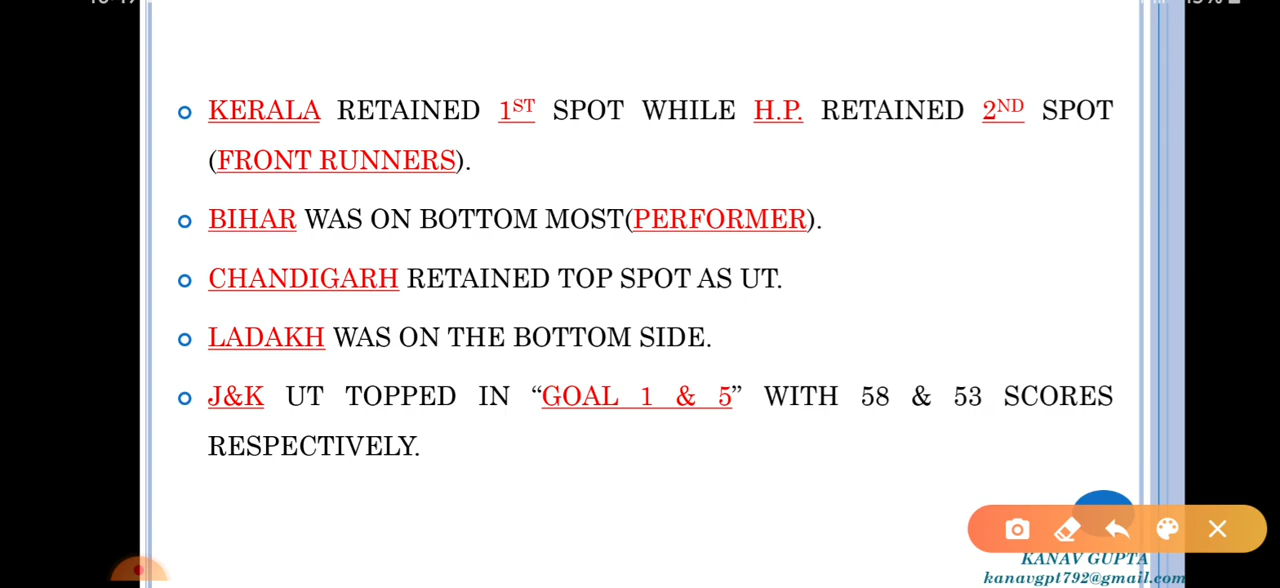 KERALA RETAINED 1ST SPOT WHILE H.P. RETAINED 2ND SPOT
(FRONT RUNNERS).
BIHAR WAS ON BOTTOM MOST(PERFORMER).
CHANDIGARH RETAINED TOP SPOT AS UT.
LADAKH WAS ON THE BOTTOM SIDE.
J&K UT TOPPED IN “GOAL 1 & 5” WITH 58 & 53 SCORES
RESPECTIVELY.
KANAV GUPTA
kanavgpt792@gmail.com